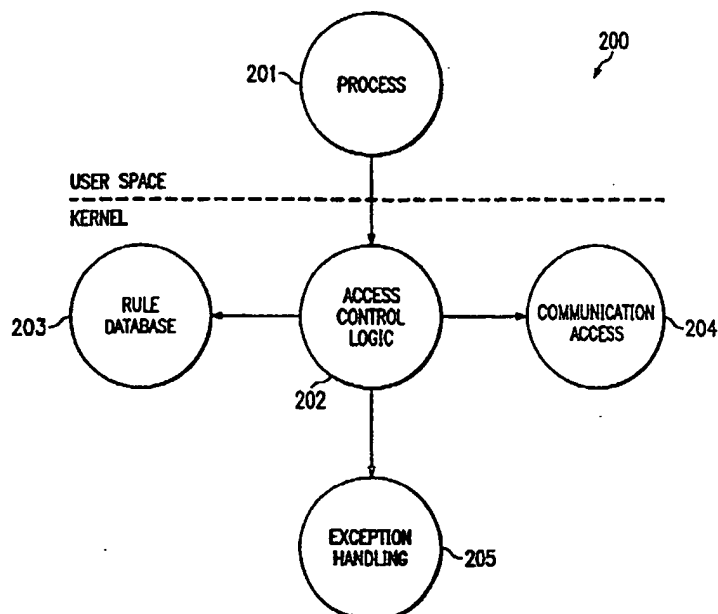 200
201
PROCESS
USER SPACE
KERNEL
RULE
DATABASE
203
ACCESS
CONTROL
LOGIC
202
COMMUNICATION
ACCESS
204
EXCEPTION
HANDLING
205